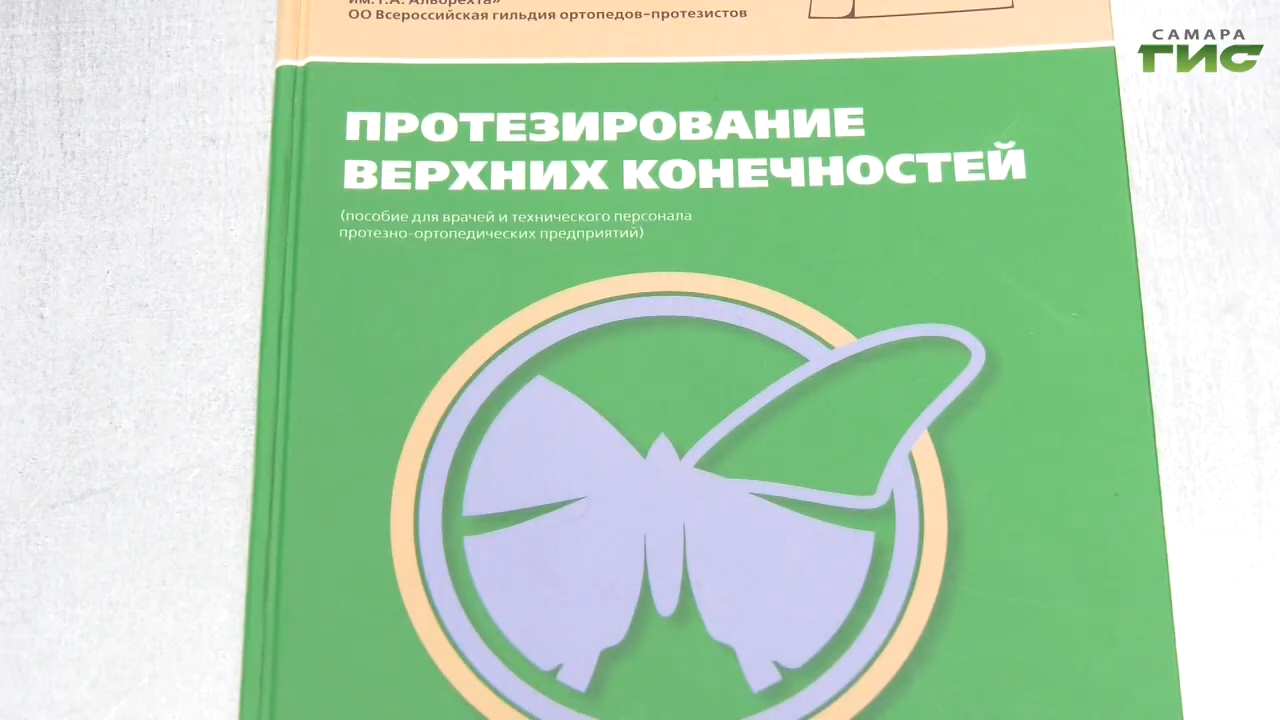 им. Г.А. Альбрехта»
ОО Всероссийская гильдия ортопедов-протезистов
САМАРА
ГИС
ПРОТЕЗИРОВАНИЕ
ВЕРХНИХ КОНЕЧНОСТЕЙ
(пособие для врачей и технического персонала
протезно-ортопедических предприятий)